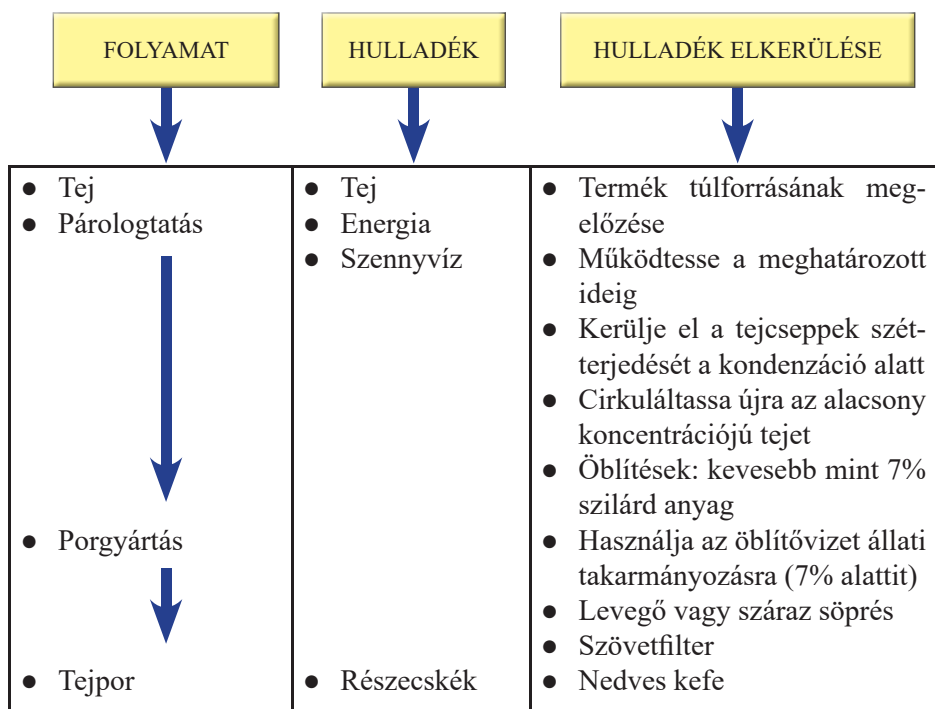 FOLYAMAT
HULLADÉK
HULLADÉK ELKERÜLÉSE
● Tej
● Párologtatás
● Porgyártás
● Tejpor
● Tej
● Energia
● Szennyvíz
● Részecskék
● Termék túlforrásának meg-
előzése
● Működtesse a meghatározott
ideig
● Kerülje el a tejcseppek szét-
terjedését a kondenzáció alatt
● Cirkuláltassa újra az alacsony
koncentrációjú tejet
● Öblítések: kevesebb mint 7%
szilárd anyag
● Használja az öblítővizet állati
takarmányozásra (7% alattit)
● Levegő vagy száraz söprés
● Szövetfilter
● Nedves kefe